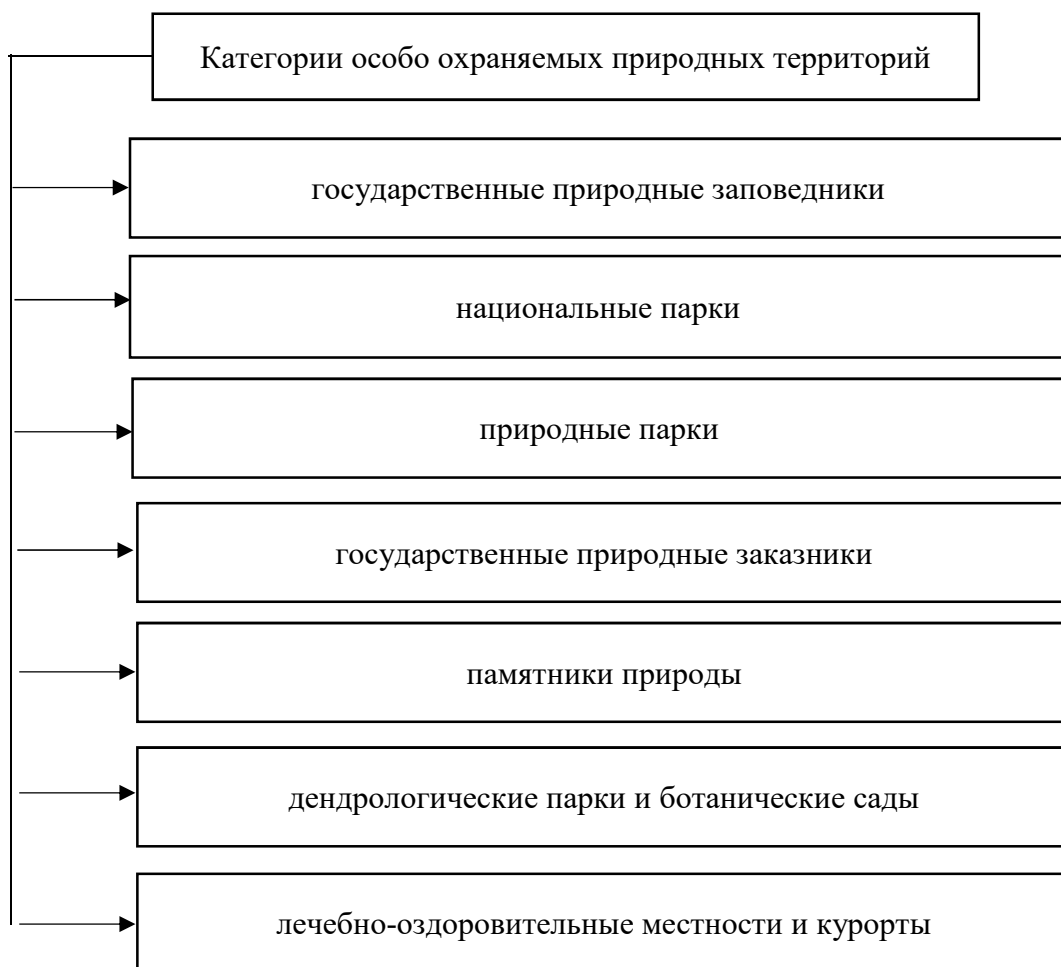 Категории особо охраняемых природных территорий
государственные природные заповедники
национальные парки
природные парки
государственные природные заказники
памятники природы
дендрологические парки и ботанические сады
лечебно-оздоровительные местности и курорты